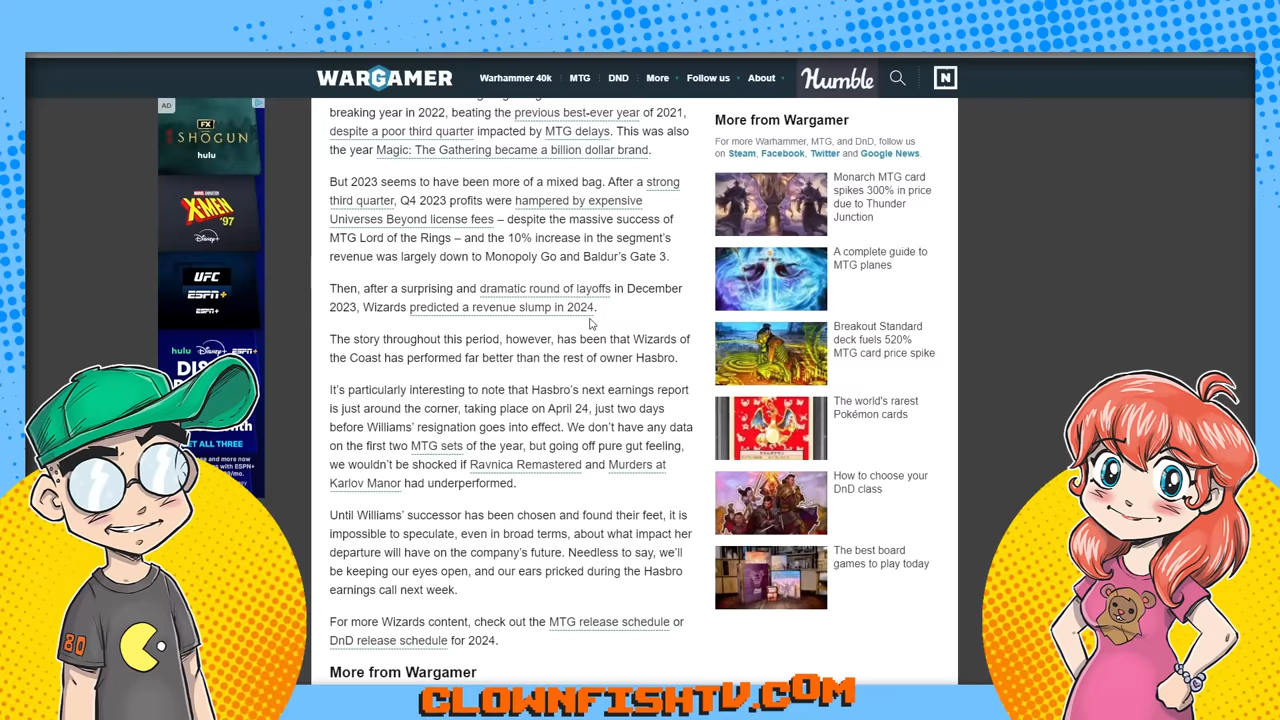 WARGAMER
Warhammer 40k MTG DND More Follow us About Humble N
AD
FX
SHŌGUN
hulu
MARVEL ANIMATION
X-MEN
'97
Disney+
UFC
ESPN+
ESPN+
hulu Disney+ ESPN+
GET ALL THREE
with ESPN+
breaking year in 2022, beating the previous best-ever year of 2021,
despite a poor third quarter impacted by MTG delays. This was also
the year Magic: The Gathering became a billion dollar brand.
But 2023 seems to have been more of a mixed bag. After a strong
third quarter, Q4 2023 profits were hampered by expensive
Universes Beyond license fees – despite the massive success of
MTG Lord of the Rings – and the 10% increase in the segment's
revenue was largely down to Monopoly Go and Baldur's Gate 3.
Then, after a surprising and dramatic round of layoffs in December
2023, Wizards predicted a revenue slump in 2024.
The story throughout this period, however, has been that Wizards of
the Coast has performed far better than the rest of owner Hasbro.
It's particularly interesting to note that Hasbro's next earnings report
is just around the corner, taking place on April 24, just two days
before Williams' resignation goes into effect. We don't have any data
on the first two MTG sets of the year, but going off pure gut feeling,
we wouldn't be shocked if Ravnica Remastered and Murders at
Karlov Manor had underperformed.
Until Williams' successor has been chosen and found their feet, it is
impossible to speculate, even in broad terms, about what impact her
departure will have on the company's future. Needless to say, we'll
be keeping our eyes open, and our ears pricked during the Hasbro
earnings call next week.
For more Wizards content, check out the MTG release schedule or
DnD release schedule for 2024.
More from Wargamer
More from Wargamer
For more Warhammer, MTG, and DnD, follow us
on Steam, Facebook, Twitter and Google News.
Monarch MTG card
spikes 300% in price
due to Thunder
Junction
A complete guide to
MTG planes
Breakout Standard
deck fuels 520%
MTG card price spike
The world's rarest
Pokémon cards
How to choose your
DnD class
The best board
games to play today
80
CLOWNFISHTV.COM